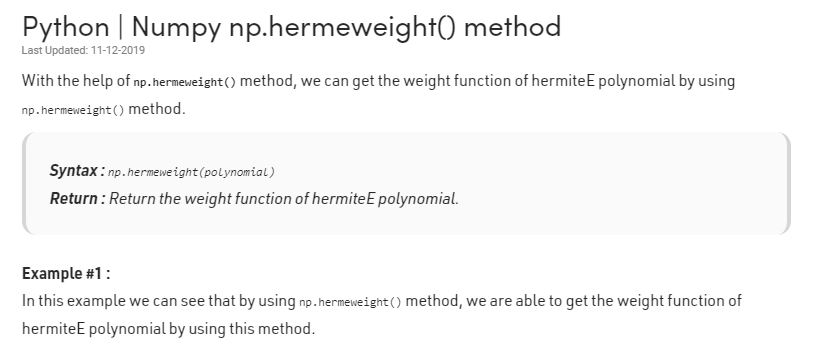 Python | Numpy np.hermeweight() method
Last Updated: 11-12-2019
With the help of np.hermeweight() method, we can get the weight function of hermiteE polynomial by using
np.hermeweight() method.
Syntax : np.hermeweight(polynomial)
Return : Return the weight function of hermiteE polynomial.
Example #1 :
In this example we can see that by using np.hermeweight() method, we are able to get the weight function of
hermiteE polynomial by using this method.